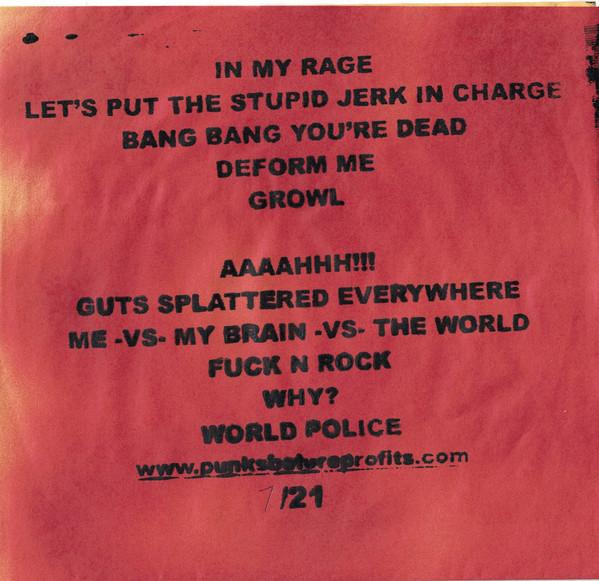 IN MY RAGE
LET'S PUT THE STUPID JERK IN CHARGE
BANG BANG YOU'RE DEAD
DEFORM ME
GROWL
AAAAHHH!!!
GUTS SPLATTERED EVERYWHERE
ME -VS- MY BRAIN -VS- THE WORLD
FUCK N ROCK
WHY?
WORLD POLICE
www.punksbeforeprofits.com
7/21